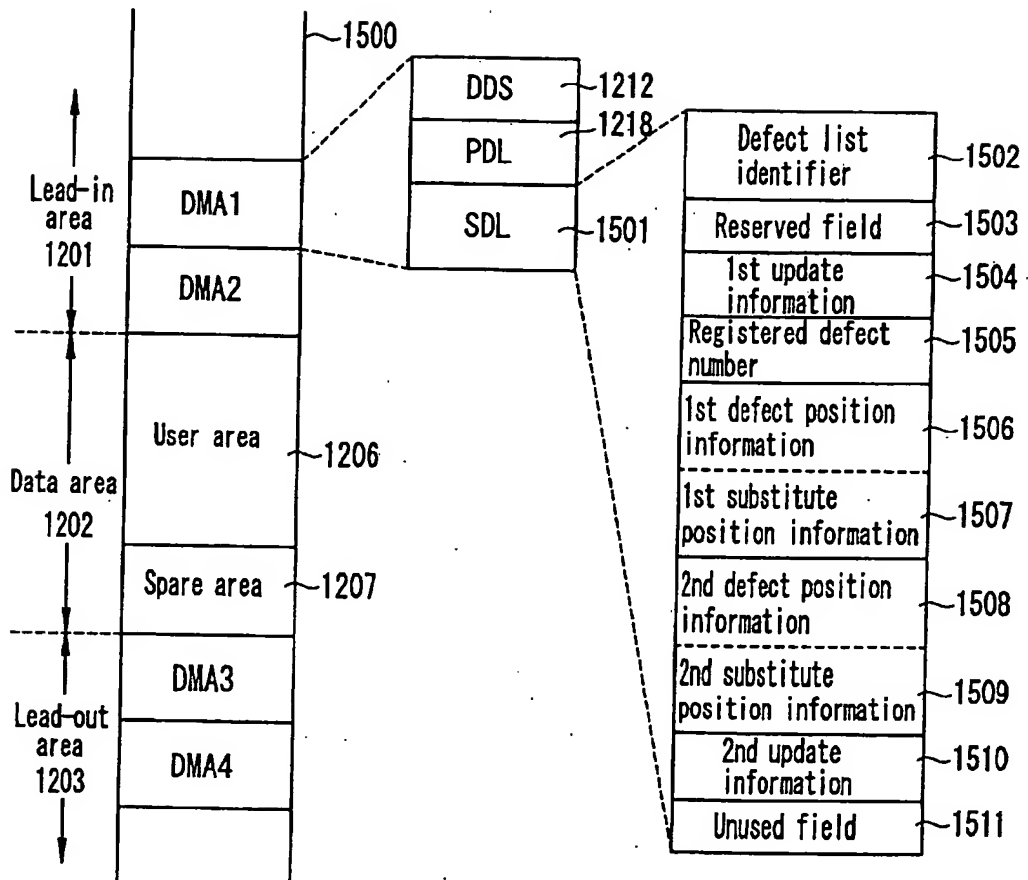 1500
Lead-in
area
1201
DMA1
DMA2
Data area
1202
User area
1206
Spare area
1207
Lead-out
area
1203
DMA3
DMA4
DDS
1212
1218
PDL
SDL
1501
Defect list
identifier
1502
Reserved field
1503
1st update
information
1504
Registered defect
number
1505
1st defect position
information
1506
1st substitute
position information
1507
2nd defect position
information
1508
2nd substitute
position information
1509
2nd update
information
1510
Unused field
1511